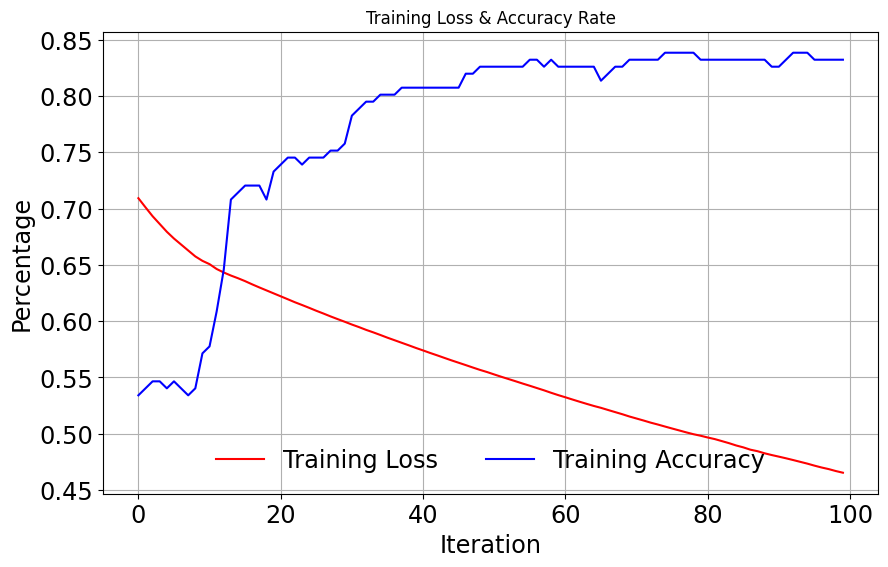 Training Loss & Accuracy Rate
0.85
0.80
0.75
0.70
0.65
0.60
0.55
0.50
0.45
Percentage
Training Loss Training Accuracy
0 20 40 60 80 100
Iteration